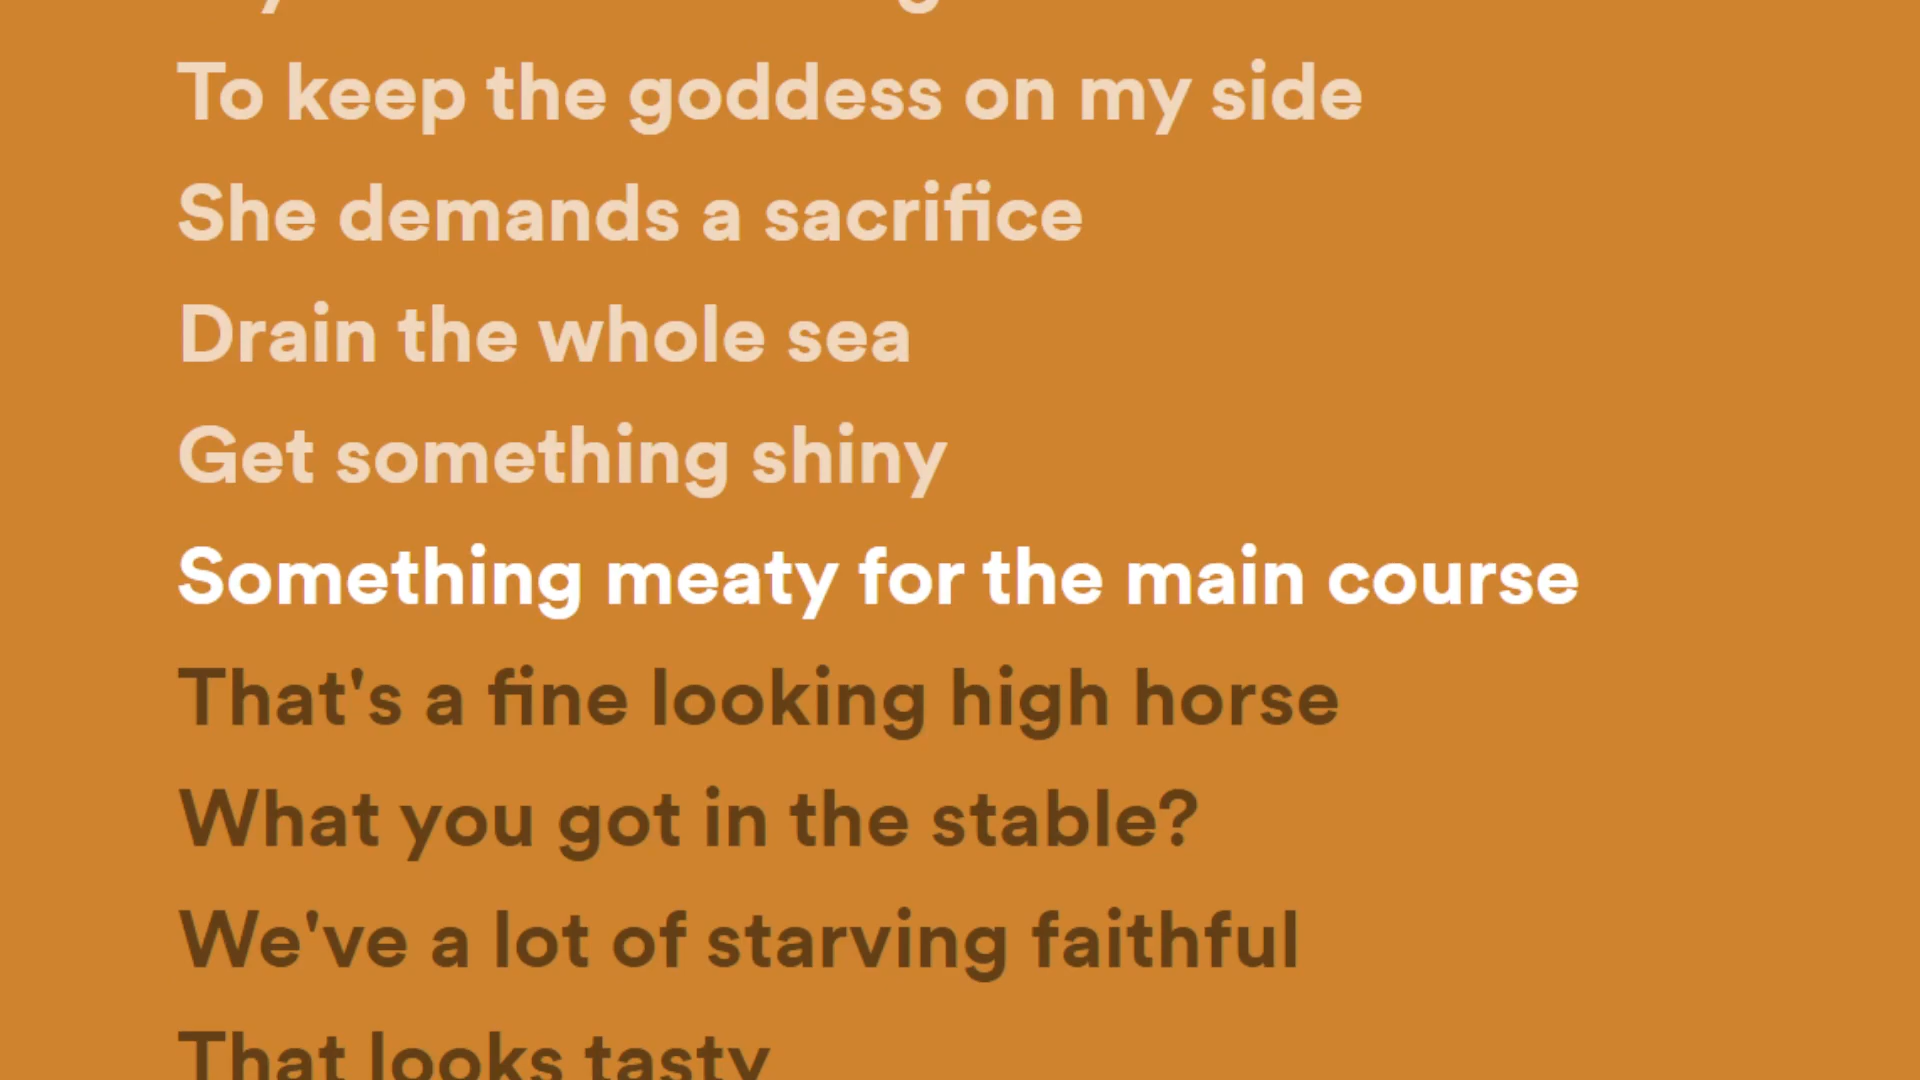 To keep the goddess on my side
She demands a sacrifice
Drain the whole sea
Get something shiny
Something meaty for the main course
That's a fine looking high horse
What you got in the stable?
We've a lot of starving faithful
That looks tasty